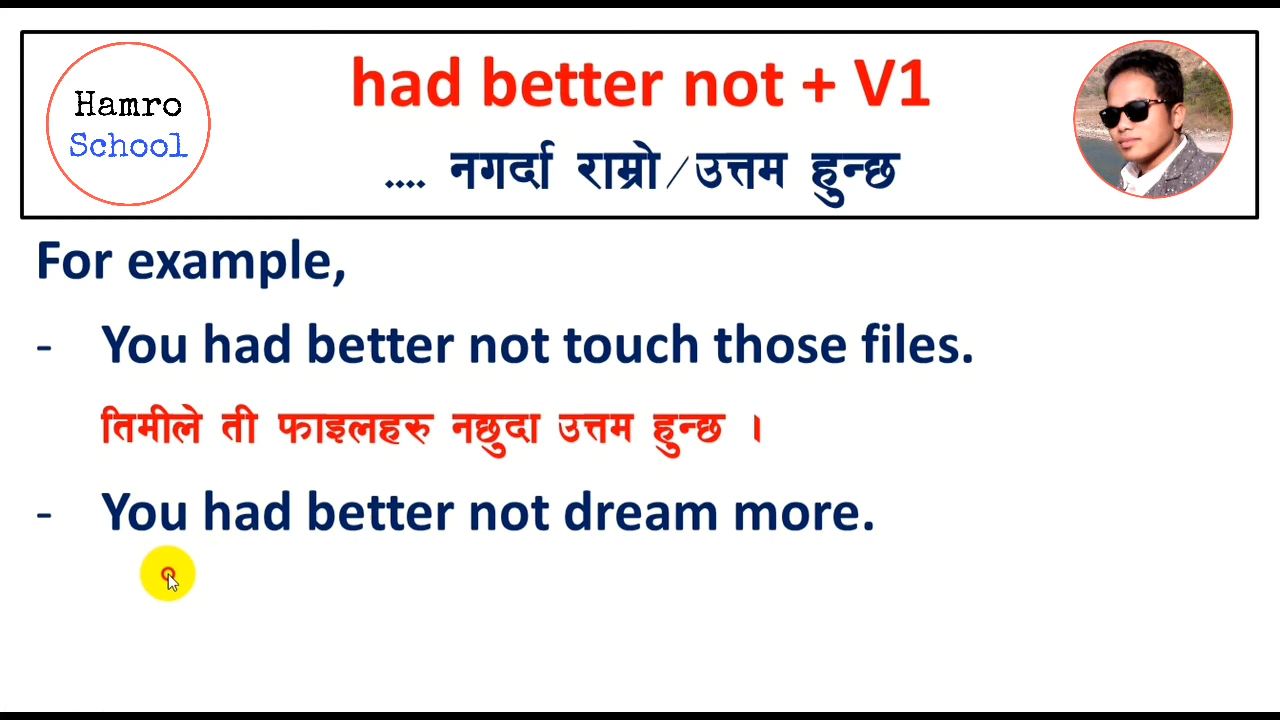 Hamro
School
had better not + V1
.... नगर्दा राम्रो/उत्तम हुन्छ
For example,
- You had better not touch those files.
तिमीले ती फाइलहरु नछुदा उत्तम हुन्छ ।
- You had better not dream more.